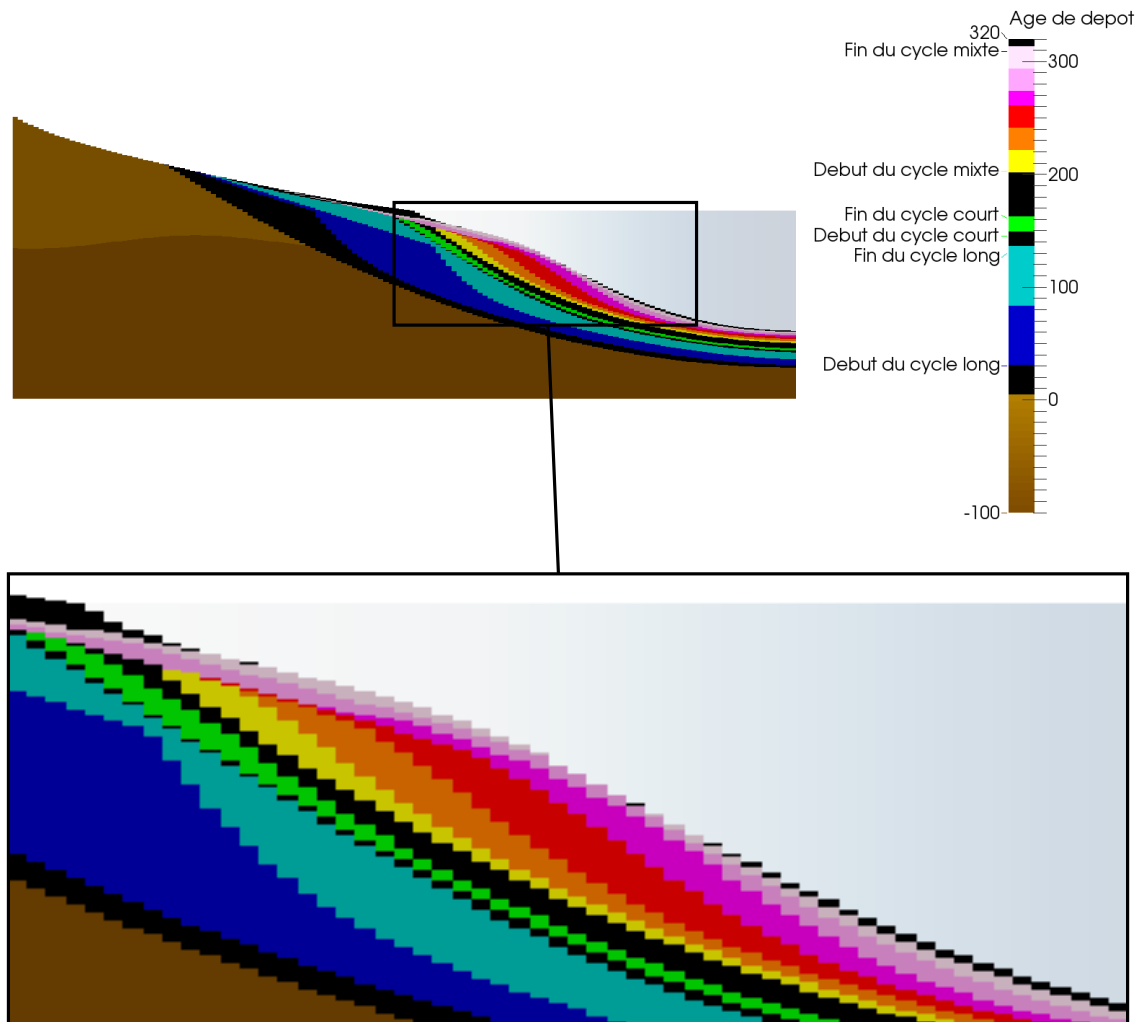 Age de depot
320
Fin du cycle mixte
300
Debut du cycle mixte
200
Fin du cycle court
Debut du cycle court
Fin du cycle long
100
Debut du cycle long
0
-100